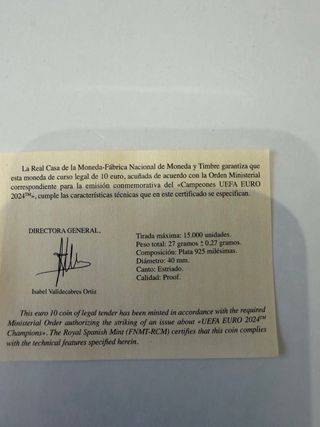 La Real Casa de la Moneda-Fábrica Nacional de Moneda y Timbre garantiza que
esta moneda de curso legal de 10 euro, acuñada de acuerdo con la Orden Ministerial
correspondiente para la emisión conmemorativa del «Campeones UEFA EURO
2024™», cumple las características técnicas que en este certificado se especifican.
DIRECTORA GENERAL,
Isabel Valldecabres Ortiz
Tirada máxima: 15.000 unidades.
Peso total: 27 gramos ± 0,27 gramos.
Composición: Plata 925 milésimas.
Diámetro: 40 mm.
Canto: Estriado.
Calidad: Proof.
This euro 10 coin of legal tender has been minted in accordance with the required
Ministerial Order authorizing the striking of an issue about «UEFA EURO 2024™
Champions». The Royal Spanish Mint (FNMT-RCM) certifies that this coin complies
with the technical features specified herein.